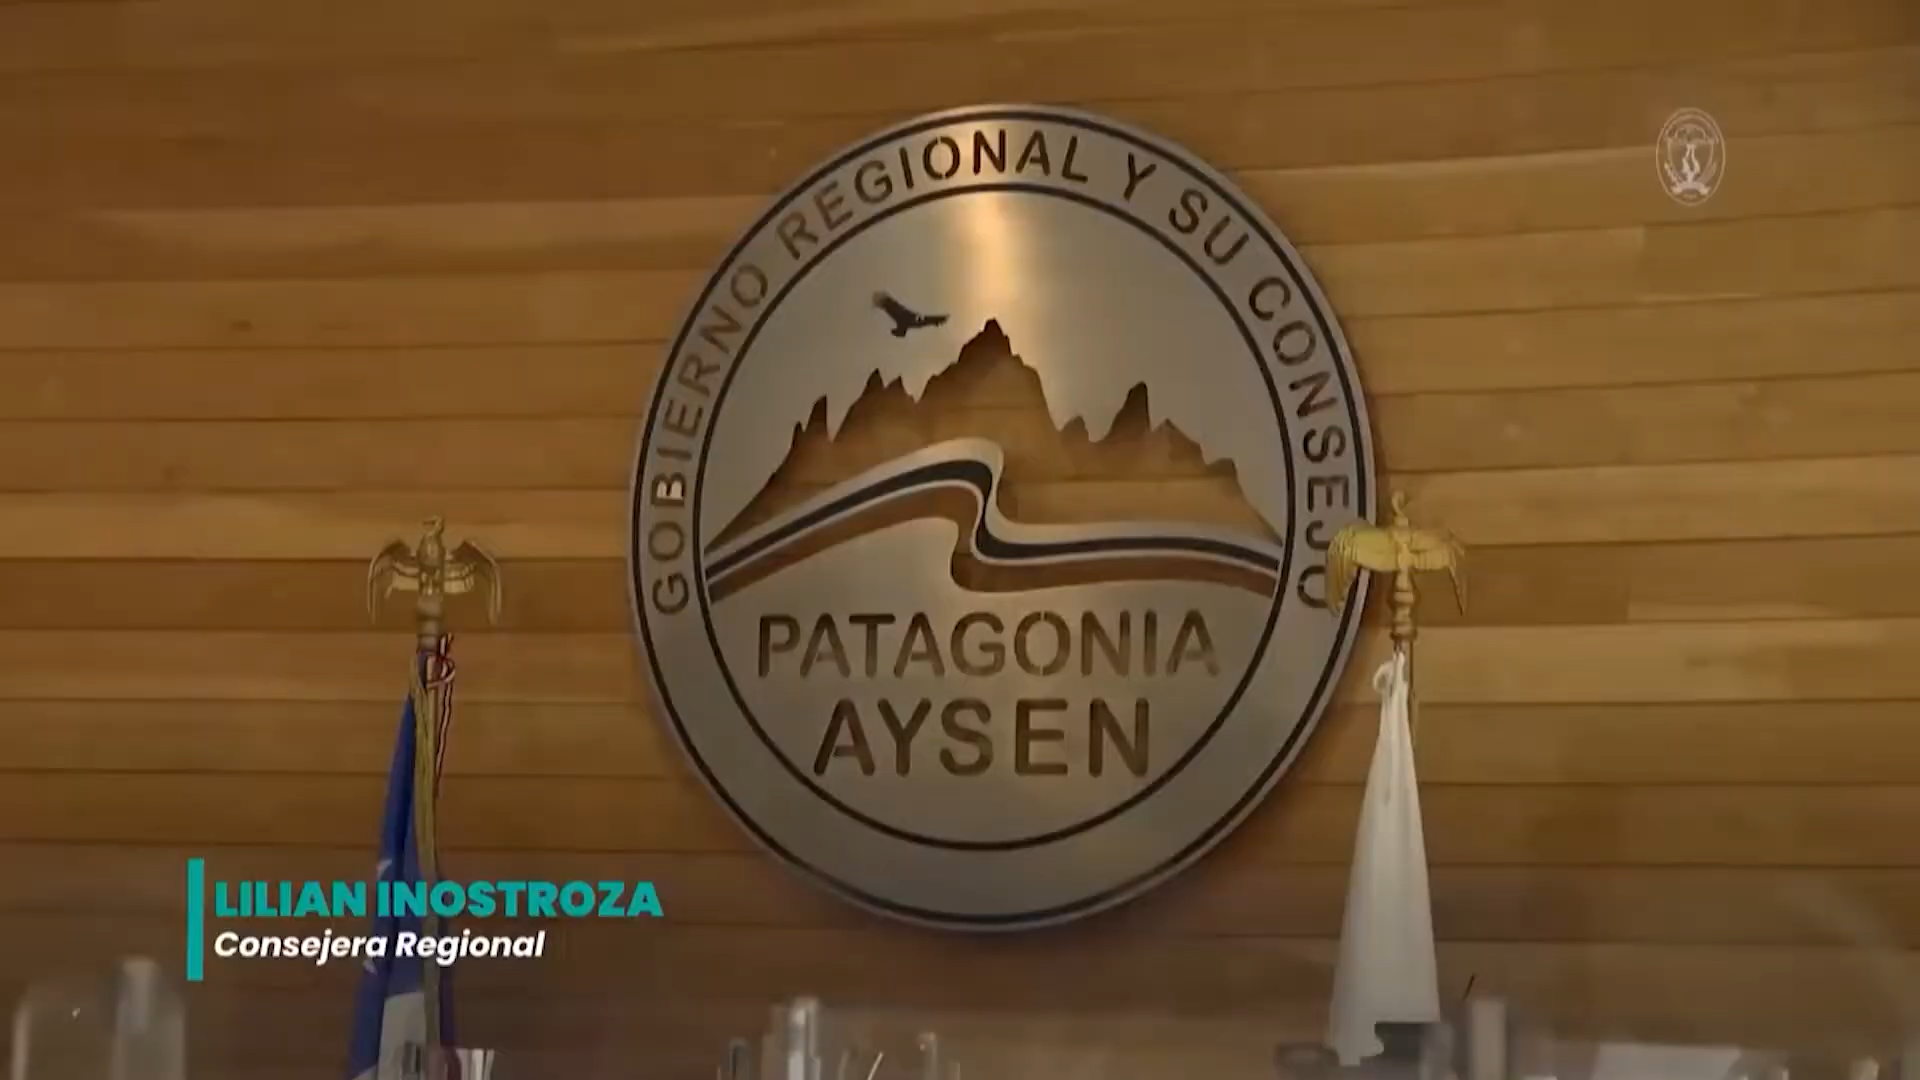 GOBIERNO REGIONAL Y SU CONSEJO
PATAGONIA
AYSEN
LILIAN INOSTROZA
Consejera Regional